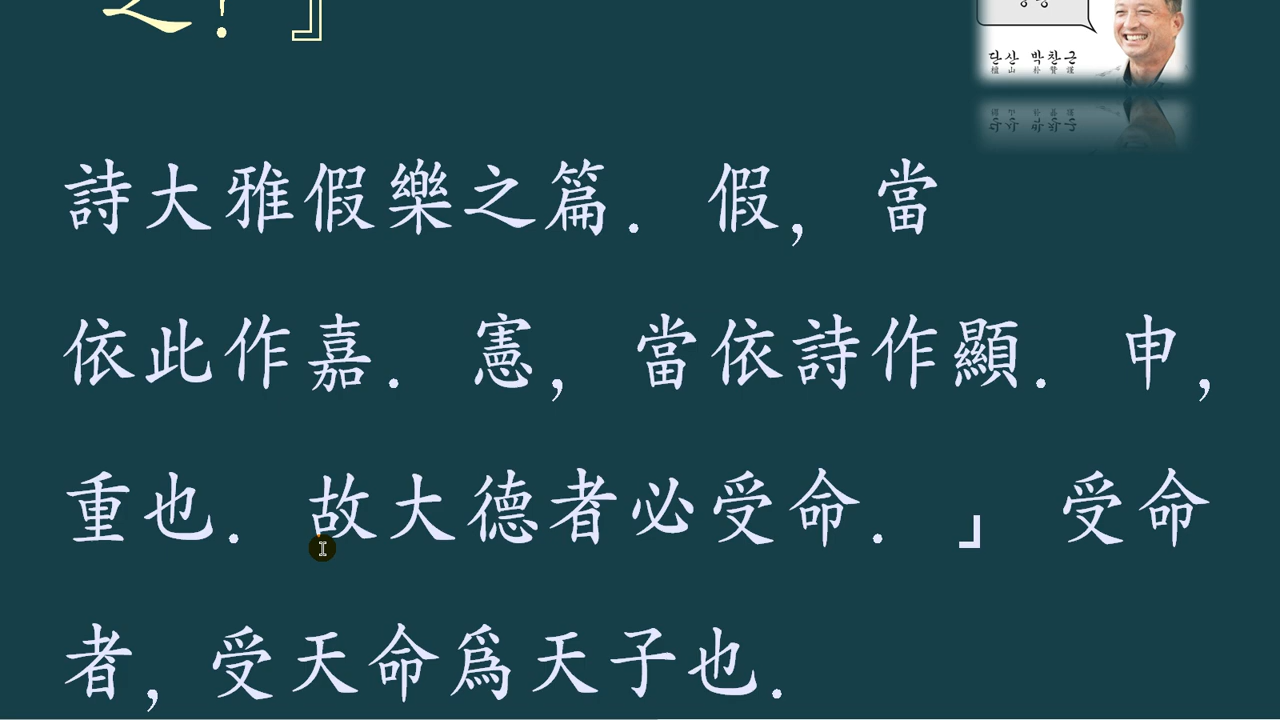 之! 』
단산 박찬근
檀山 朴贊謹
詩大雅假樂之篇. 假, 當
依此作嘉. 憲, 當依詩作顯. 申,
重也. 故大德者必受命. 」 受命
者, 受天命爲天子也.